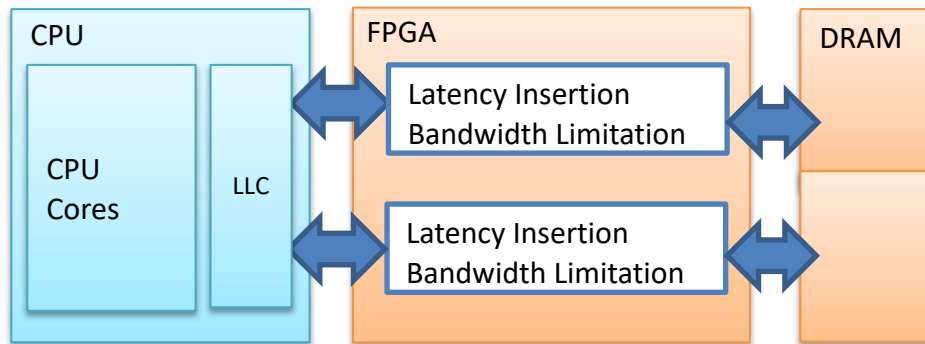 CPU
CPU
Cores
LLC
FPGA
Latency Insertion
Bandwidth Limitation
Latency Insertion
Bandwidth Limitation
DRAM